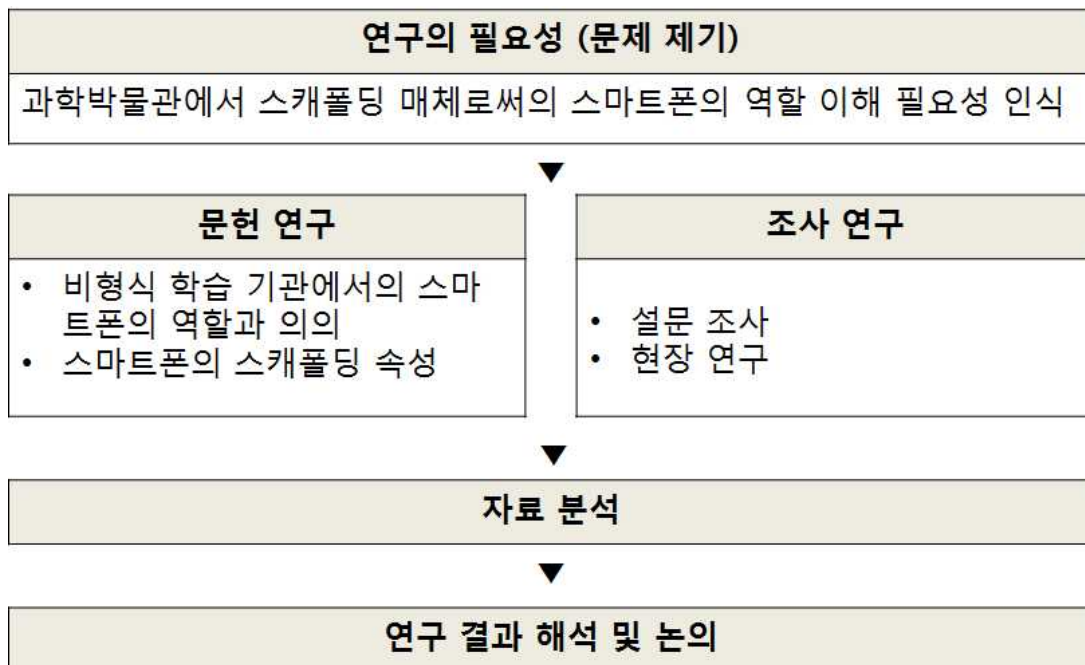 연구의 필요성 (문제 제기)
과학박물관에서 스캐폴딩 매체로써의 스마트폰의 역할 이해 필요성 인식
▼
문헌 연구
• 비형식 학습 기관에서의 스마
트폰의 역할과 의의
• 스마트폰의 스캐폴딩 속성
조사 연구
• 설문 조사
• 현장 연구
▼
자료 분석
▼
연구 결과 해석 및 논의